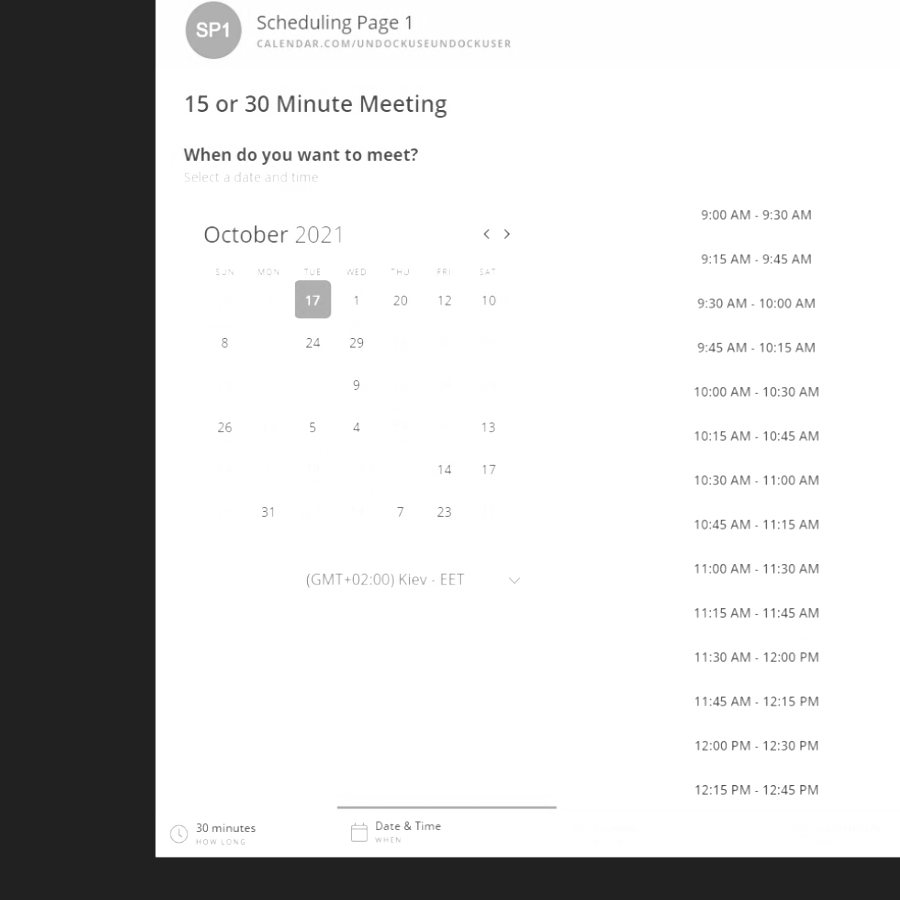 SP1
Scheduling Page 1
CALENDAR.COM/UNDOCKUSEUNDOCKUSER
15 or 30 Minute Meeting
When do you want to meet?
Select a date and time
October 2021
SUN MON TUE WED THU FRI SAT
17 1 20 12 10
8 24 29
9
26 5 4 13
14 17
31 7 23
(GMT+02:00) Kiev - EET
9:00 AM - 9:30 AM
9:15 AM - 9:45 AM
9:30 AM - 10:00 AM
9:45 AM - 10:15 AM
10:00 AM - 10:30 AM
10:15 AM - 10:45 AM
10:30 AM - 11:00 AM
10:45 AM - 11:15 AM
11:00 AM - 11:30 AM
11:15 AM - 11:45 AM
11:30 AM - 12:00 PM
11:45 AM - 12:15 PM
12:00 PM - 12:30 PM
12:15 PM - 12:45 PM
30 minutes
HOW LONG
Date & Time
WHEN